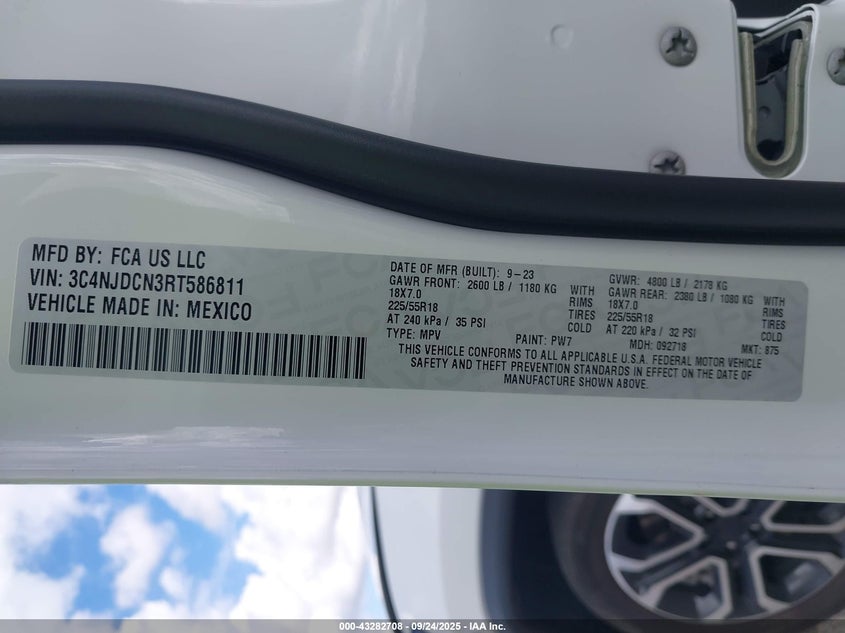 MFD BY: FCA US LLC
VIN: 3C4NJDCN3RT586811
VEHICLE MADE IN: MEXICO
DATE OF MFR (BUILT): 9-23 GVWR: 4800 LB / 2178 KG
GAWR FRONT: 2600 LB / 1180 KG WITH GAWR REAR: 2380 LB / 1080 KG WITH
18X7.0 RIMS 18X7.0 RIMS
225/55R18 TIRES 225/55R18 TIRES
AT 240 kPa / 35 PSI COLD AT 220 kPa / 32 PSI COLD
TYPE: MPV PAINT: PW7 MDH: 092718 MKT: 875
THIS VEHICLE CONFORMS TO ALL APPLICABLE U.S.A. FEDERAL MOTOR VEHICLE
SAFETY AND THEFT PREVENTION STANDARDS IN EFFECT ON THE DATE OF
MANUFACTURE SHOWN ABOVE.
000-43282708 - 09/24/2025 - IAA Inc.